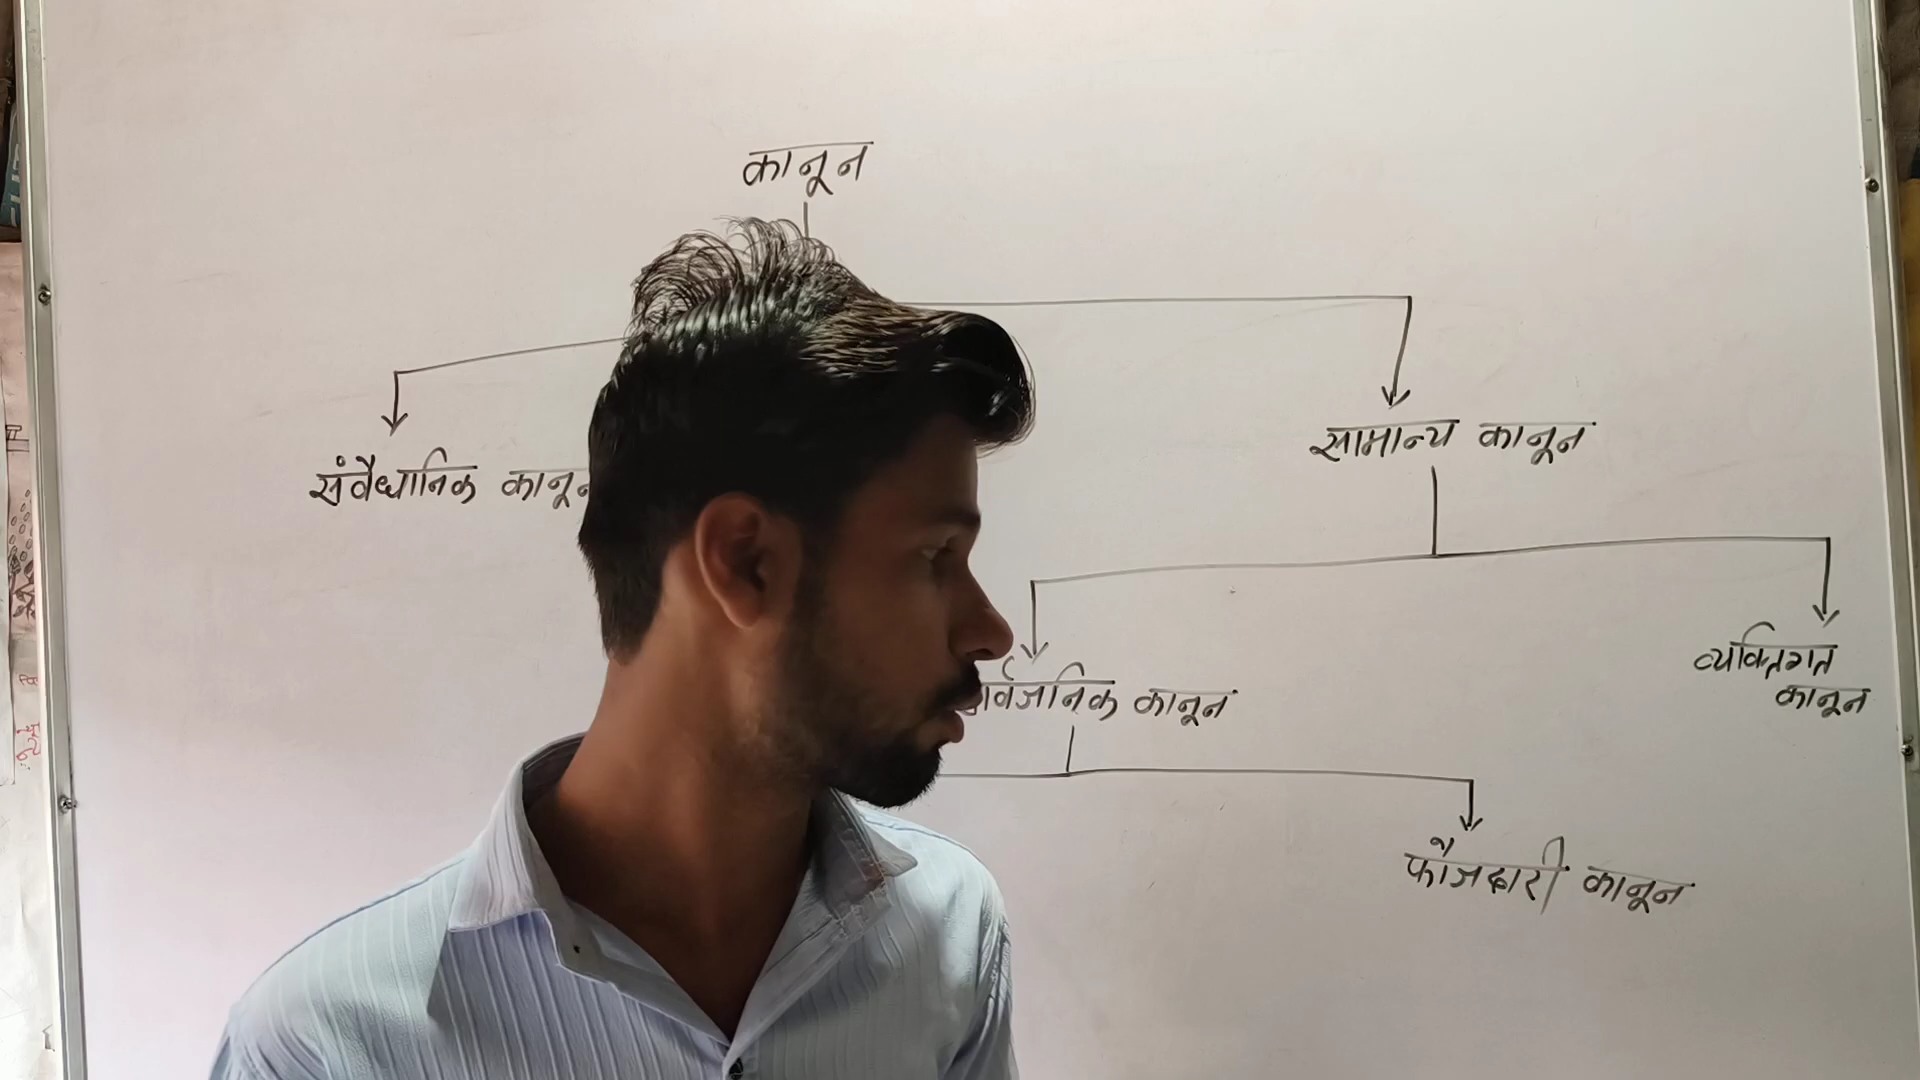 कानून
सामान्य कानून
संवैधानिक कानून
व्यक्तिगत
कानून
कानून
फौजदारी कानून